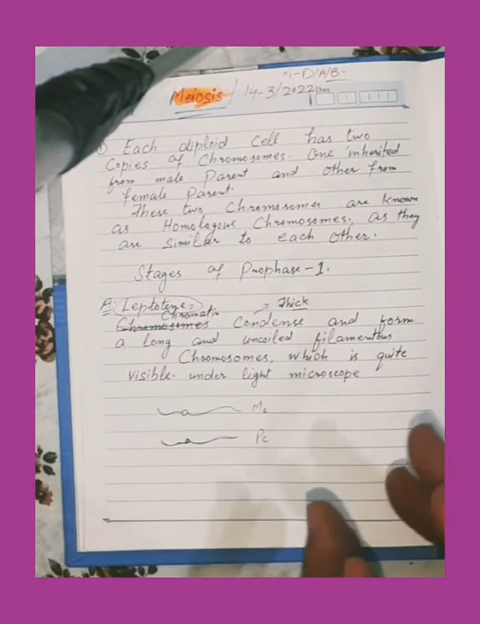 :-D/A/B-
Meiosis 14-3/2022
① Each diploid Cell has two
Copies of Chromosomes. One inherited
from male Parent and other from
female Parent.
These two Chromosomes are known
as Homologous Chromosomes, as they
are similar to each other.
Stages of Prophase-1.
A: Leptotene:- Thick
Chromatin
Chromosomes Condense and form
a long and uncoiled filamentous
Chromosomes, which is quite
visible under light microscope
Mc
Pc